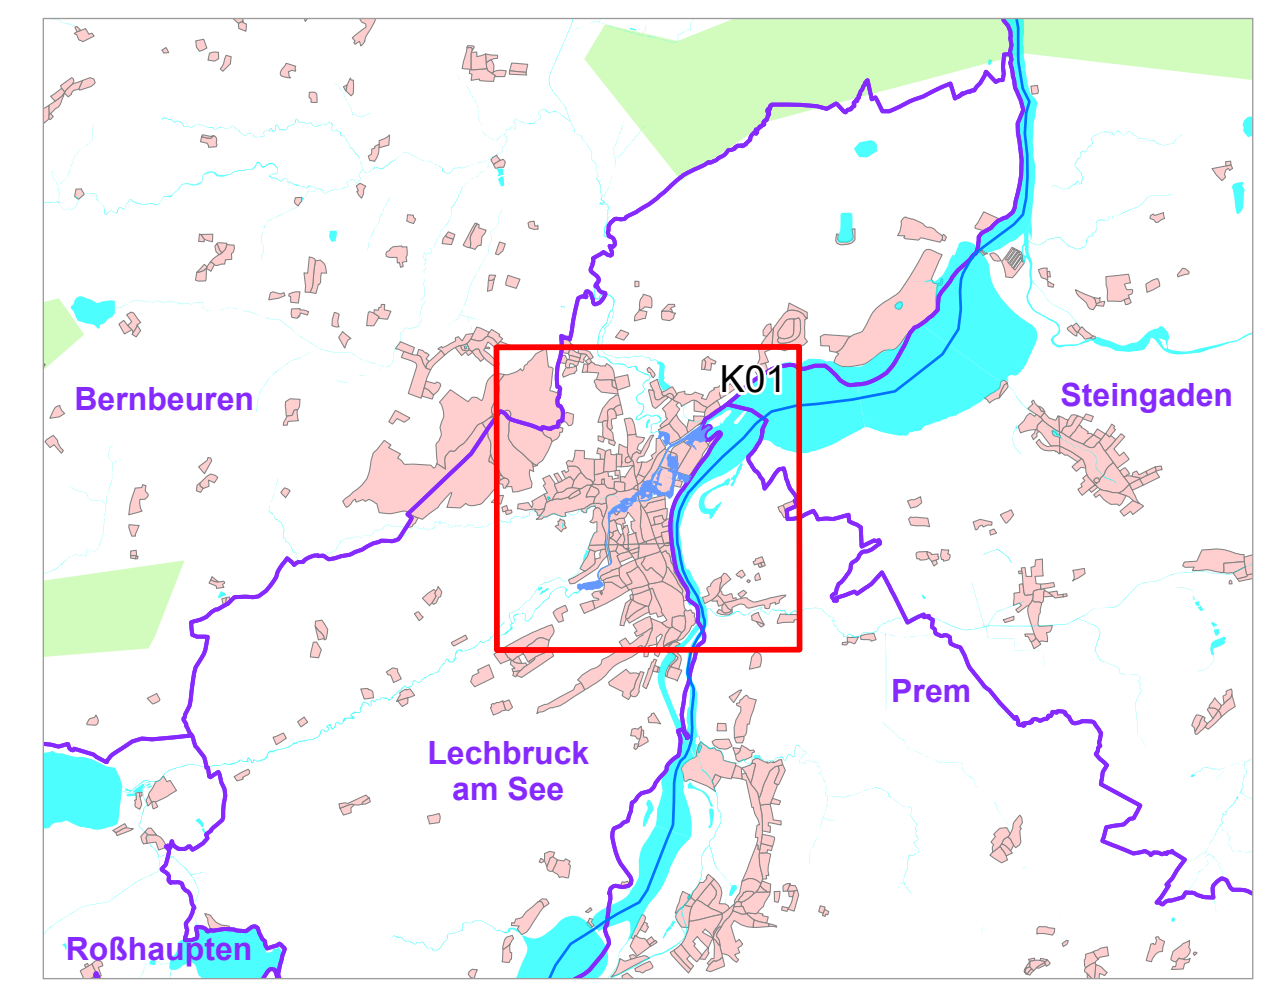 K01
Bernbeuren
Steingaden
Prem
Lechbruck
am See
Roßhaupten